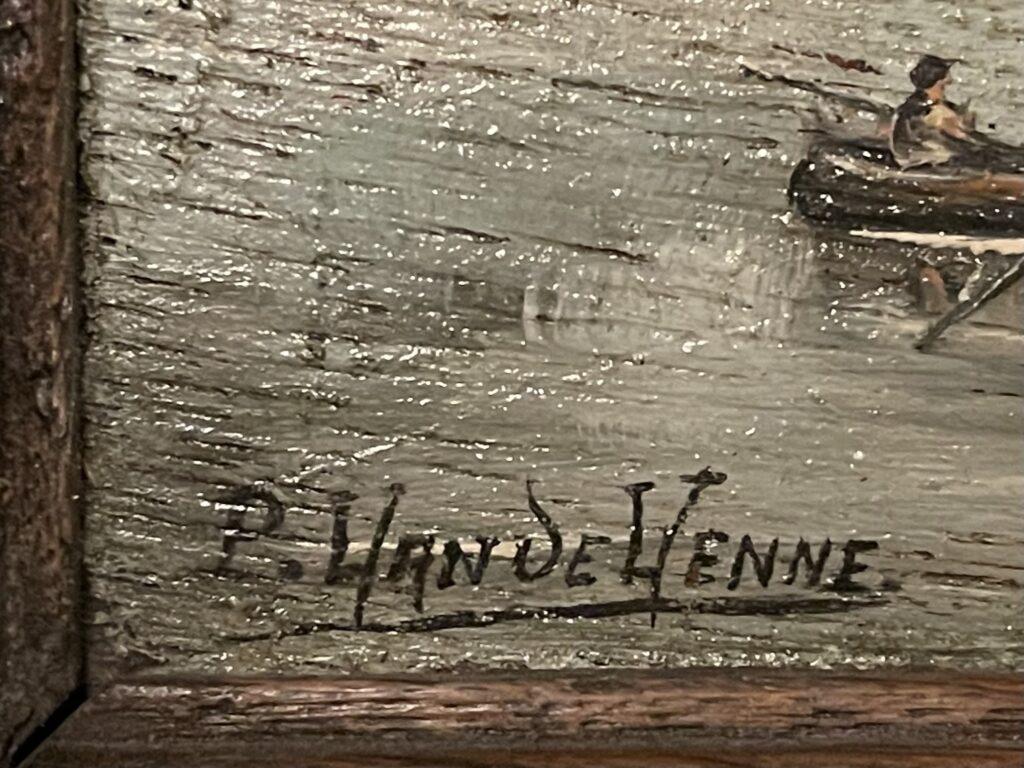 P. VAN DE VENNE.